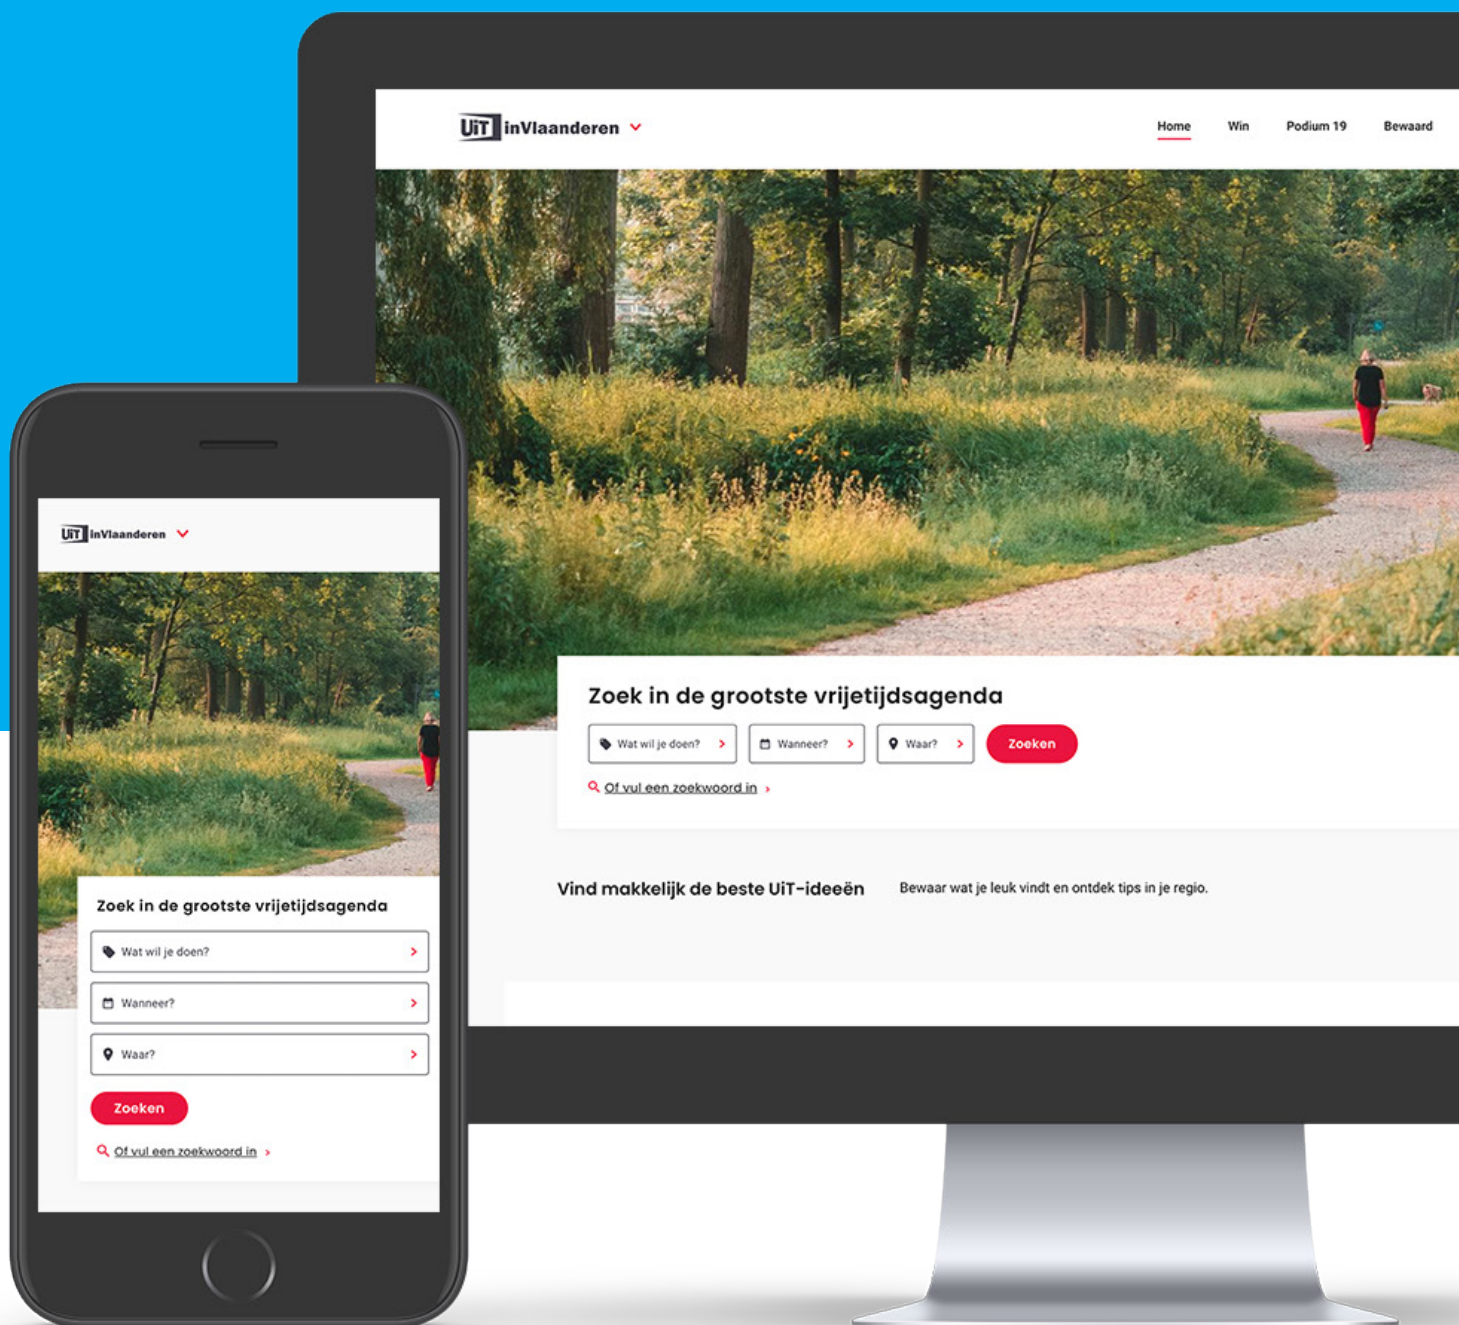 UiT inVlaanderen
Home Win Podium 19 Bewaard
Zoek in de grootste vrijetijdsagenda
Wat wil je doen? Wanneer? Waar? Zoeken
Of vul een zoekwoord in
Vind makkelijk de beste UiT-ideeën Bewaar wat je leuk vindt en ontdek tips in je regio.
UiT inVlaanderen
Zoek in de grootste vrijetijdsagenda
Wat wil je doen?
Wanneer?
Waar?
Zoeken
Of vul een zoekwoord in